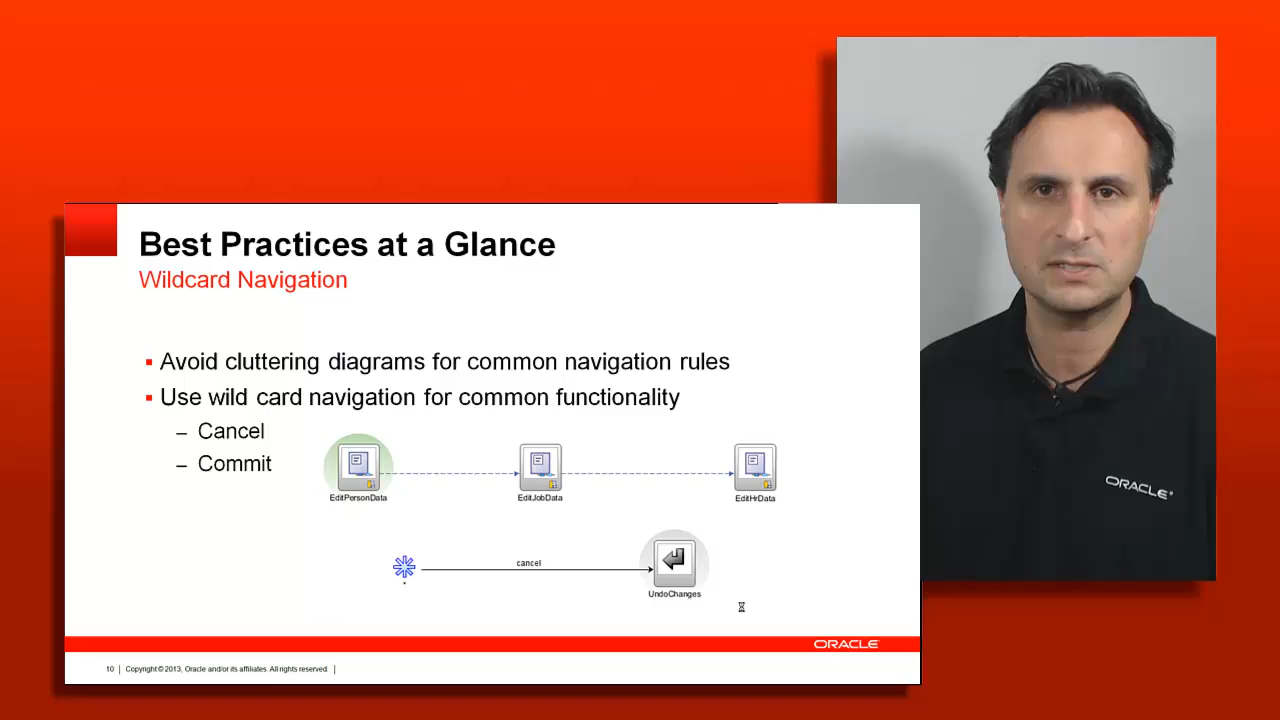 Best Practices at a Glance
Wildcard Navigation
▪ Avoid cluttering diagrams for common navigation rules
▪ Use wild card navigation for common functionality
– Cancel
– Commit
EditPersonData
EditJobData
EditHrData
*
cancel
UndoChanges
ORACLE
10 | Copyright © 2013, Oracle and/or its affiliates. All rights reserved. |
ORACLE®